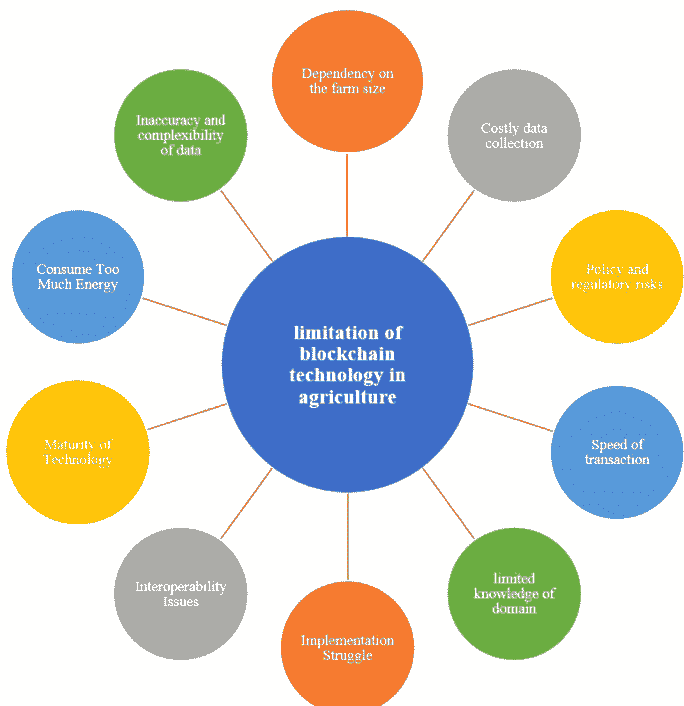 Dependency on
the farm size
Costly data
collection
Policy and
regulatory risks
Speed of
transaction
limited
knowledge of
domain
Implementation
Struggle
Interoperability
Issues
Maturity of
Technology
Consume Too
Much Energy
Inaccuracy and
complexibility
of data
limitation of
blockchain
technology in
agriculture